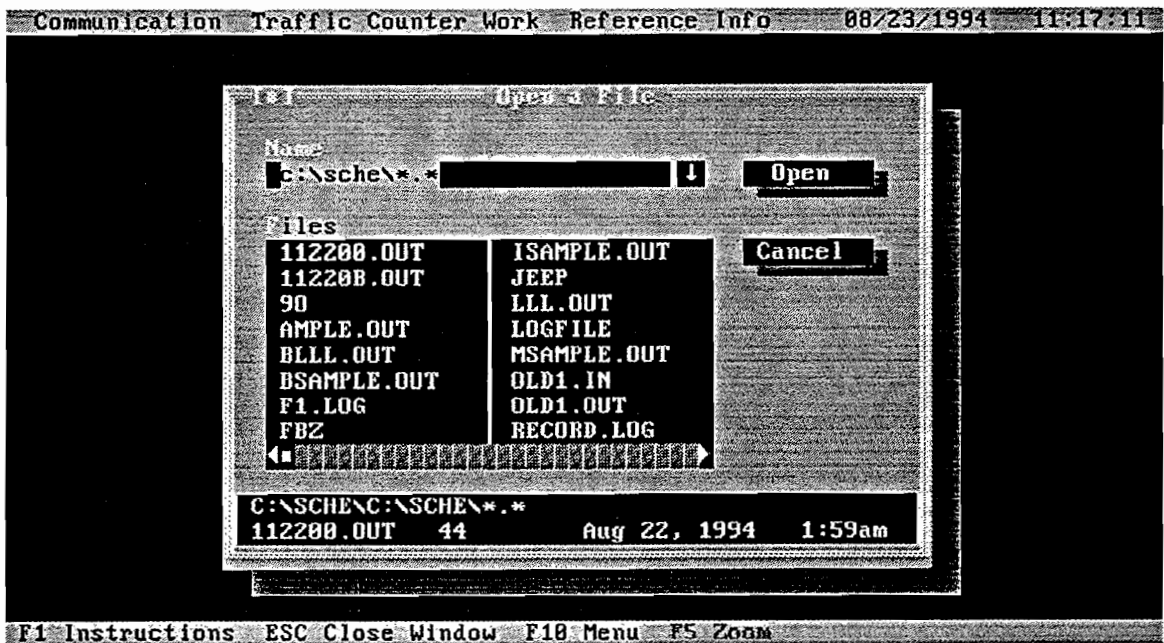 Communication Traffic Counter Work Reference Info 08/23/1994 11:17:11
Open a File
Name
c:\sche\*.*
Open
Files
112200.OUT
11220B.OUT
90
AMPLE.OUT
BLLL.OUT
BSAMPLE.OUT
F1.LOG
FBZ
ISAMPLE.OUT
JEEP
LLL.OUT
LOGFILE
MSAMPLE.OUT
OLD1.IN
OLD1.OUT
RECORD.LOG
Cancel
C:\SCHE\C:\SCHE\*.*
112200.OUT 44 Aug 22, 1994 1:59am
F1 Instructions ESC Close Window F10 Menu F5 Zoom